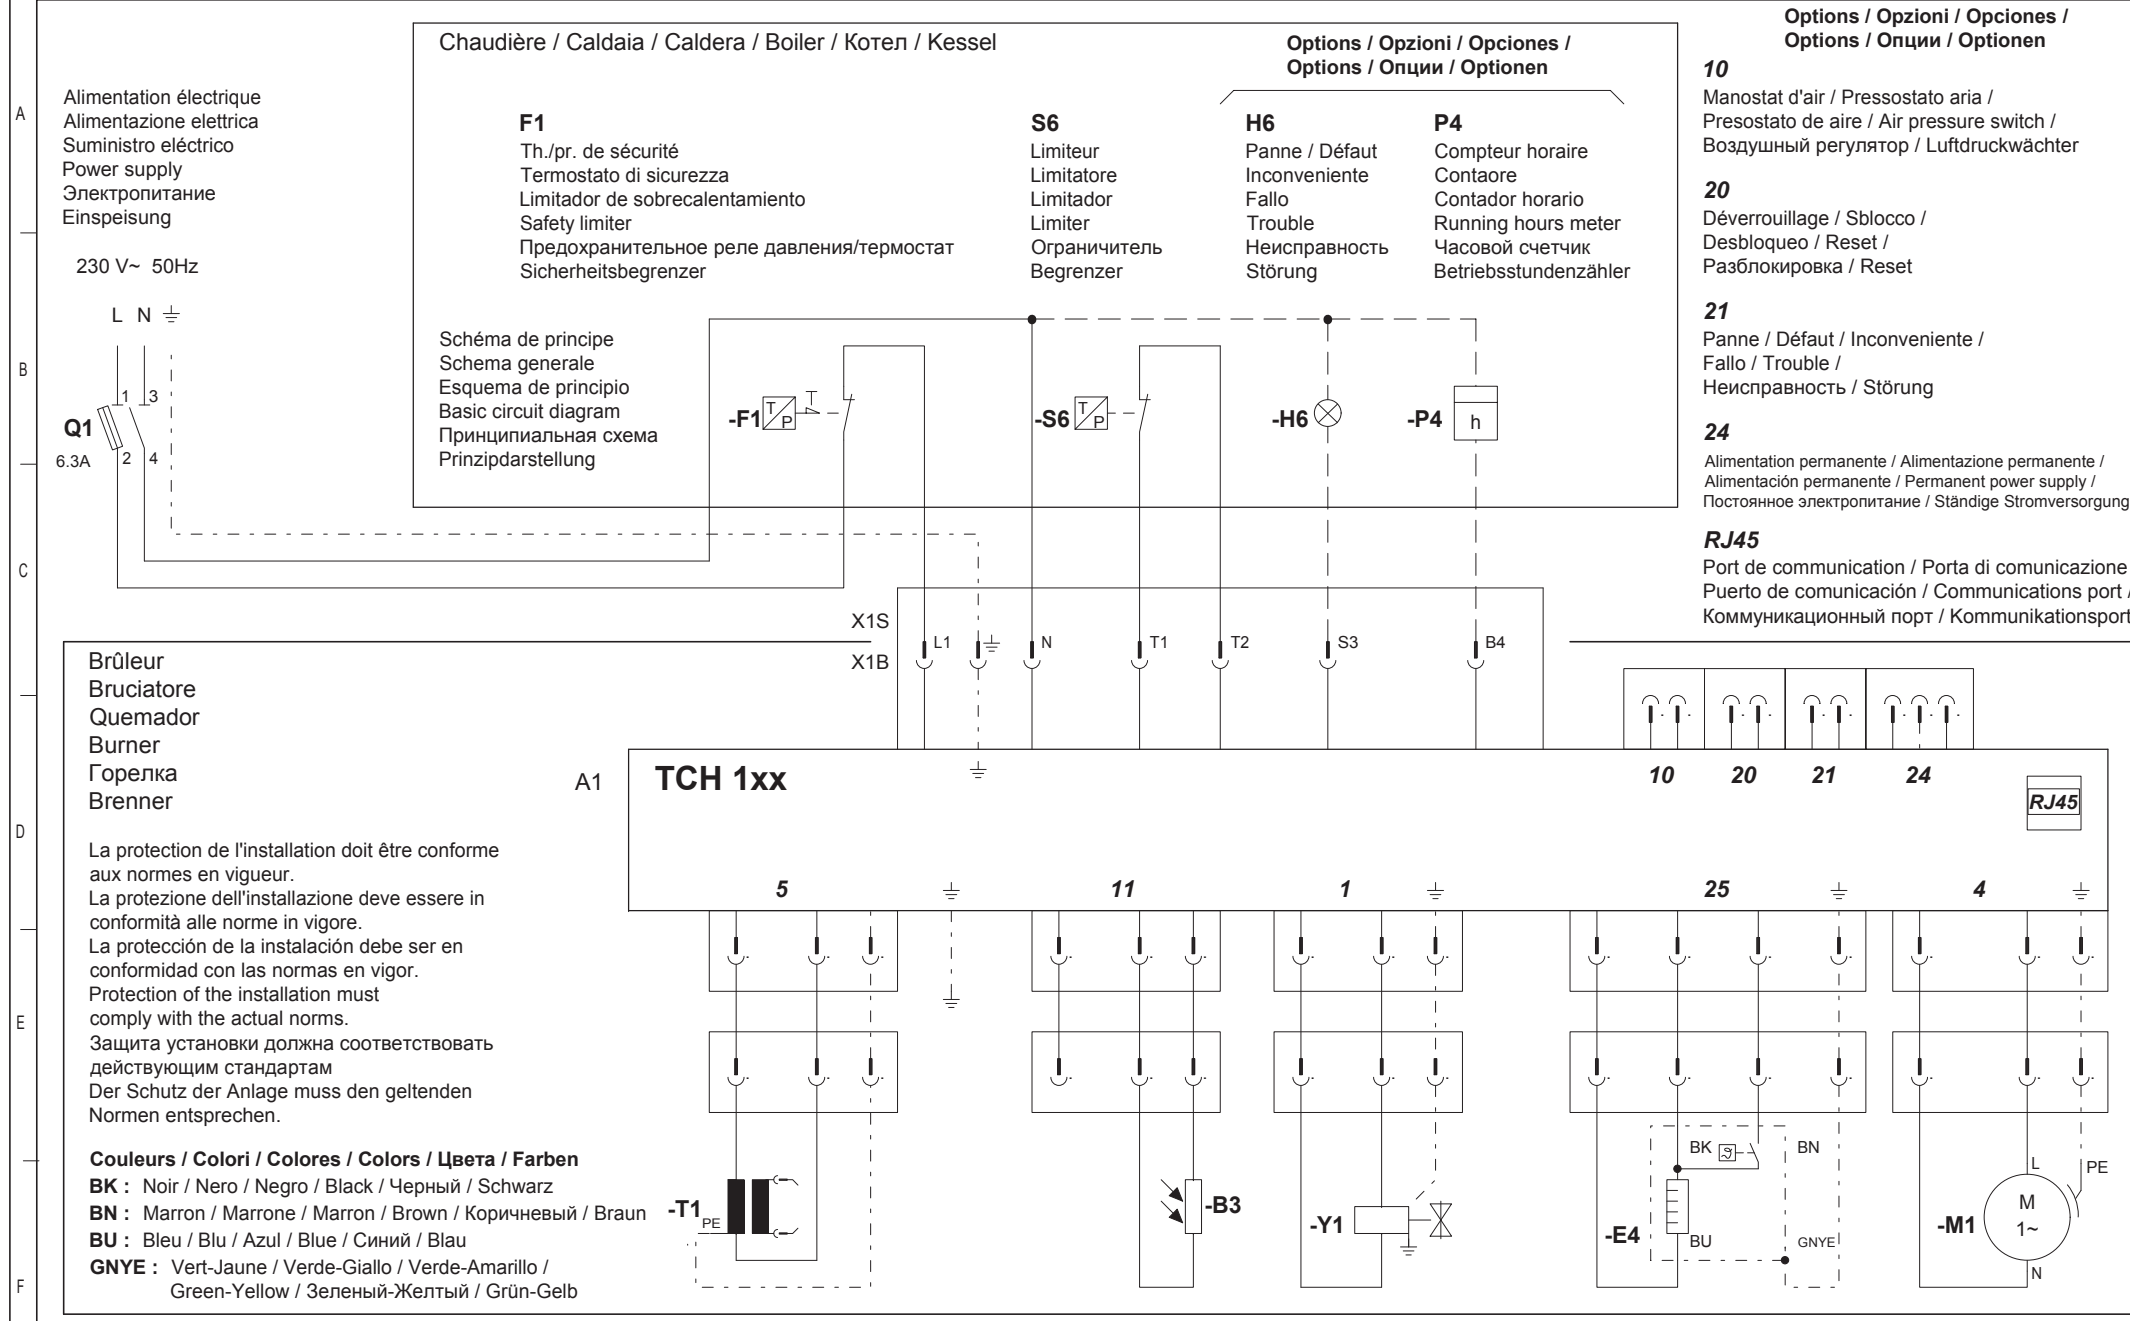 A
B
C
D
E
F
Alimentation électrique
Alimentazione elettrica
Suministro eléctrico
Power supply
Электропитание
Einspeisung
230 V~ 50Hz
L N
1 3
Q1
6.3A
2 4
Chaudière / Caldaia / Caldera / Boiler / Котел / Kessel
Options / Opzioni / Opciones /
Options / Опции / Optionen
F1
Th./pr. de sécurité
Termostato di sicurezza
Limitador de sobrecalentamiento
Safety limiter
Предохранительное реле давления/термостат
Sicherheitsbegrenzer
S6
Limiteur
Limitatore
Limitador
Limiter
Ограничитель
Begrenzer
H6
Panne / Défaut
Inconveniente
Fallo
Trouble
Неисправность
Störung
P4
Compteur horaire
Contaore
Contador horario
Running hours meter
Часовой счетчик
Betriebsstundenzähler
Schéma de principe
Schema generale
Esquema de principio
Basic circuit diagram
Принципиальная схема
Prinzipdarstellung
-F1 T P
-S6 T P
-H6
-P4 h
Options / Opzioni / Opciones /
Options / Опции / Optionen
10
Manostat d'air / Pressostato aria /
Presostato de aire / Air pressure switch /
Воздушный регулятор / Luftdruckwächter
20
Déverrouillage / Sblocco /
Desbloqueo / Reset /
Разблокировка / Reset
21
Panne / Défaut / Inconveniente /
Fallo / Trouble /
Неисправность / Störung
24
Alimentation permanente / Alimentazione permanente /
Alimentación permanente / Permanent power supply /
Постоянное электропитание / Ständige Stromversorgung
RJ45
Port de communication / Porta di comunicazione
Puerto de comunicación / Communications port /
Коммуникационный порт / Kommunikationsport
X1S
X1B
L1 N T1 T2 S3 B4
Brûleur
Bruciatore
Quemador
Burner
Горелка
Brenner
A1
TCH 1xx
10 20 21 24
RJ45
5 11 1 25 4
La protection de l'installation doit être conforme
aux normes en vigueur.
La protezione dell'installazione deve essere in
conformità alle norme in vigore.
La protección de la instalación debe ser en
conformidad con las normas en vigor.
Protection of the installation must
comply with the actual norms.
Защита установки должна соответствовать
действующим стандартам
Der Schutz der Anlage muss den geltenden
Normen entsprechen.
Couleurs / Colori / Colores / Colors / Цвета / Farben
BK : Noir / Nero / Negro / Black / Черный / Schwarz
BN : Marron / Marrone / Marron / Brown / Коричневый / Braun
BU : Bleu / Blu / Azul / Blue / Синий / Blau
GNYE : Vert-Jaune / Verde-Giallo / Verde-Amarillo /
Green-Yellow / Зеленый-Желтый / Grün-Gelb
-T1 PE
-B3
-Y1
BK BN
-E4 BU GNYE
L PE
-M1 M
1~
N